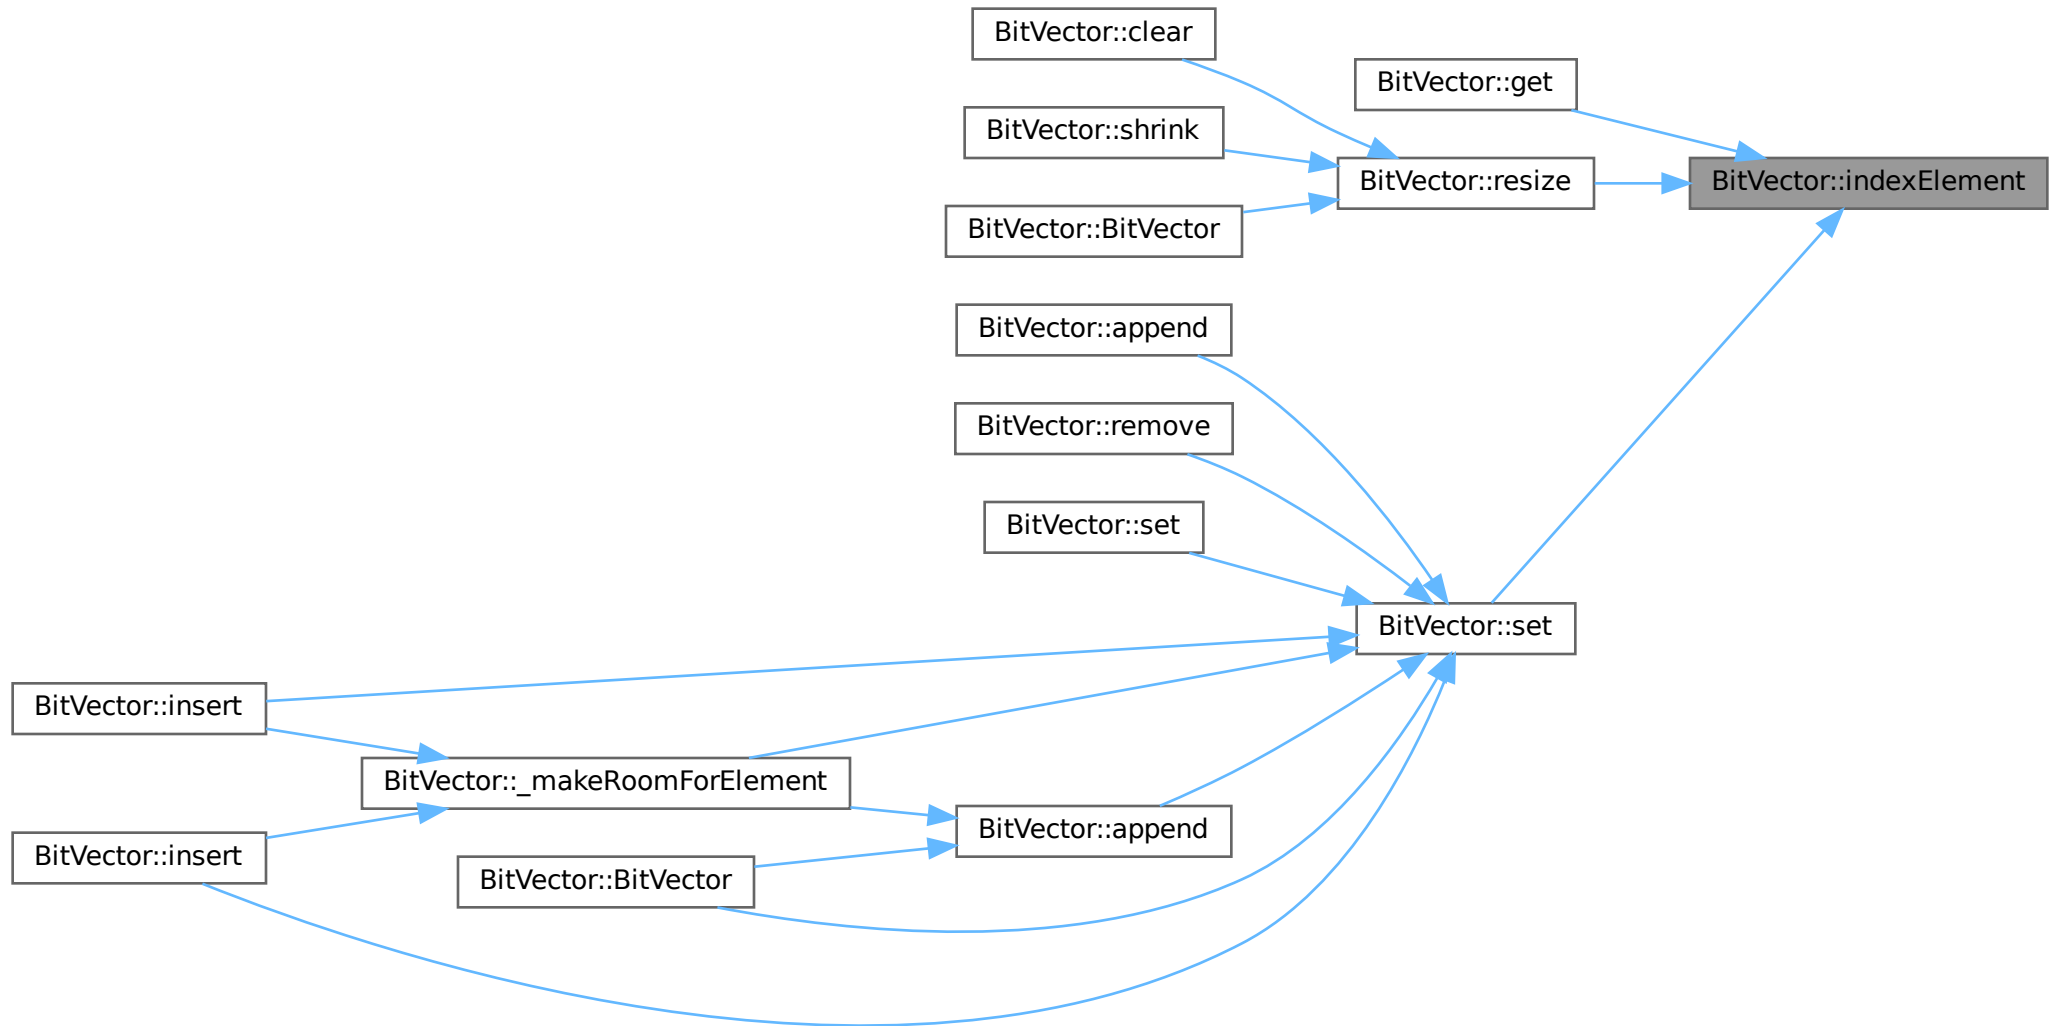 BitVector::clear
BitVector::get
BitVector::shrink
BitVector::resize
BitVector::indexElement
BitVector::BitVector
BitVector::append
BitVector::remove
BitVector::set
BitVector::set
BitVector::insert
BitVector::_makeRoomForElement
BitVector::append
BitVector::insert
BitVector::BitVector